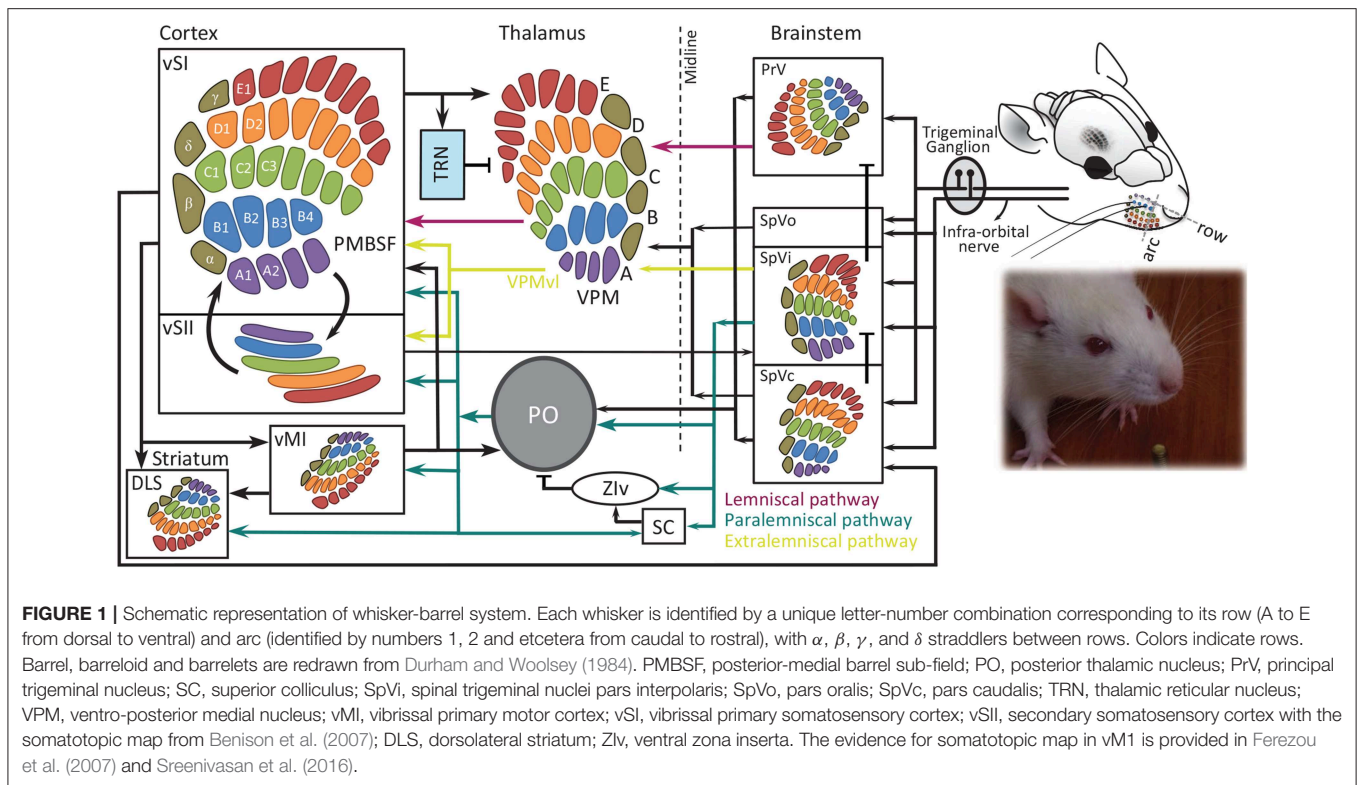 Cortex
Thalamus
Midline
Brainstem
vSI
γ
E1
D1
D2
δ
C1
C2
C3
β
B1
B2
B3
B4
PMBSF
α
A1
A2
vSII
TRN
E
D
C
B
A
VPM
VPMvl
PrV
SpVo
SpVi
SpVc
Trigeminal
Ganglion
Infra-orbital
nerve
row
arc
PO
vMI
Striatum
DLS
ZIv
SC
Lemniscal pathway
Paralemniscal pathway
Extralemniscal pathway
FIGURE 1 | Schematic representation of whisker-barrel system. Each whisker is identified by a unique letter-number combination corresponding to its row (A to E
from dorsal to ventral) and arc (identified by numbers 1, 2 and etcetera from caudal to rostral), with α, β, γ, and δ straddlers between rows. Colors indicate rows.
Barrel, barreloid and barrelets are redrawn from Durham and Woolsey (1984). PMBSF, posterior-medial barrel sub-field; PO, posterior thalamic nucleus; PrV, principal
trigeminal nucleus; SC, superior colliculus; SpVi, spinal trigeminal nuclei pars interpolaris; SpVo, pars oralis; SpVc, pars caudalis; TRN, thalamic reticular nucleus;
VPM, ventro-posterior medial nucleus; vMI, vibrissal primary motor cortex; vSI, vibrissal primary somatosensory cortex; vSII, secondary somatosensory cortex with the
somatotopic map from Benison et al. (2007); DLS, dorsolateral striatum; ZIv, ventral zona inserta. The evidence for somatotopic map in vM1 is provided in Ferezou
et al. (2007) and Sreenivasan et al. (2016).